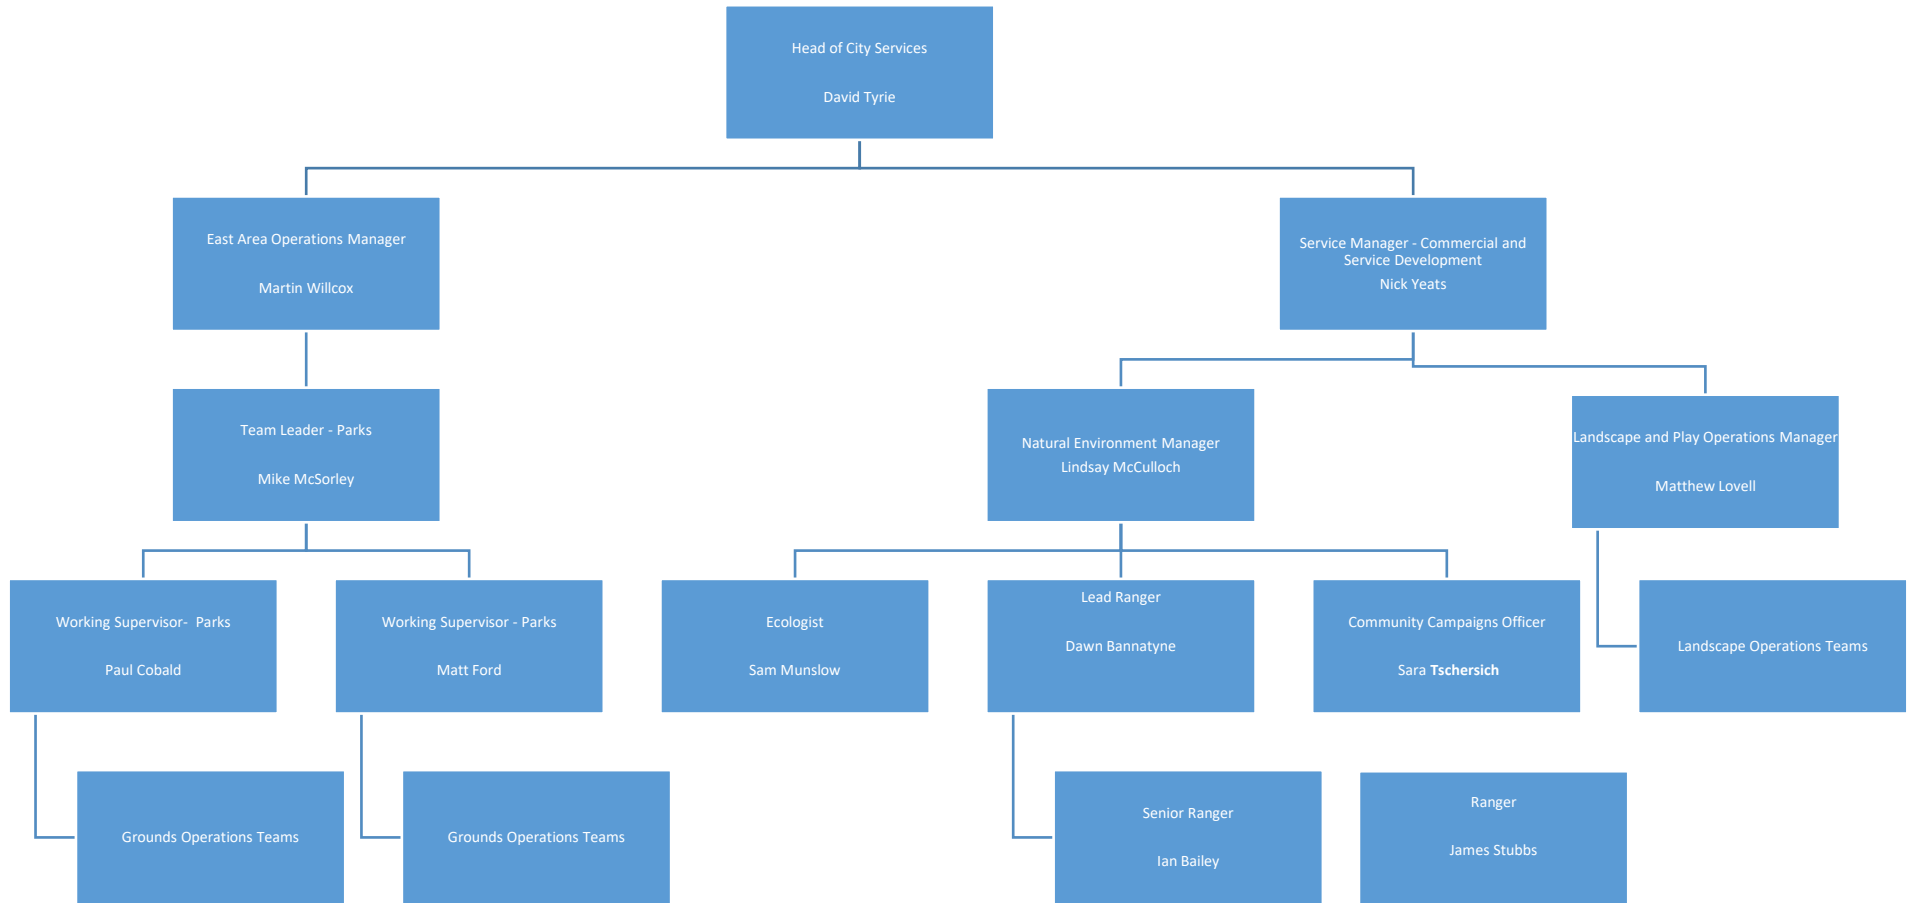 Head of City Services
David Tyrie
East Area Operations Manager
Martin Willcox
Service Manager - Commercial and
Service Development
Nick Yeats
Team Leader - Parks
Mike McSorley
Natural Environment Manager
Lindsay McCulloch
Landscape and Play Operations Manager
Matthew Lovell
Working Supervisor-  Parks
Paul Cobald
Working Supervisor - Parks
Matt Ford
Ecologist
Sam Munslow
Lead Ranger
Dawn Bannatyne
Community Campaigns Officer
Sara Tschersich
Landscape Operations Teams
Grounds Operations Teams
Grounds Operations Teams
Senior Ranger
Ian Bailey
Ranger
James Stubbs